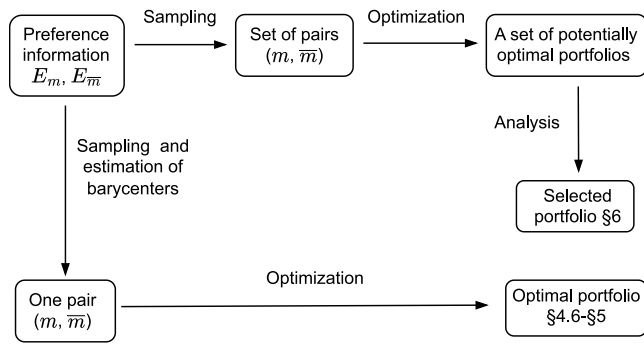 Preference
information
E_m, E_m̅
Sampling
Set of pairs
(m, m̅)
Optimization
A set of potentially
optimal portfolios
Analysis
Sampling and
estimation of
barycenters
Selected
portfolio §6
One pair
(m, m̅)
Optimization
Optimal portfolio
§4.6-§5